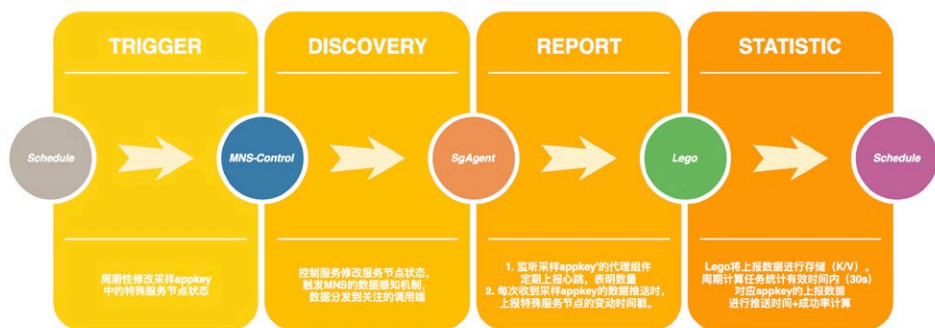 TRIGGER
DISCOVERY
REPORT
STATISTIC
Schedule
MNS-Control
SgAgent
Lego
Schedule
周期性修改采样appkey
中的特殊服务节点状态
控制服务修改服务节点状态，
触发MNS的数据感知机制，
数据分发到关注的调用端
1. 监听采样appkey'的代理组件
定期上报心跳，表明数量
2. 每次收到采样appkey的数据推送时，
上报特殊服务节点的变动时间戳。
Lego将上报数据进行存储（K/V）。
周期计算任务统计有效时间内（30s）
对应appkey的上报数据
进行推送时间+成功率计算